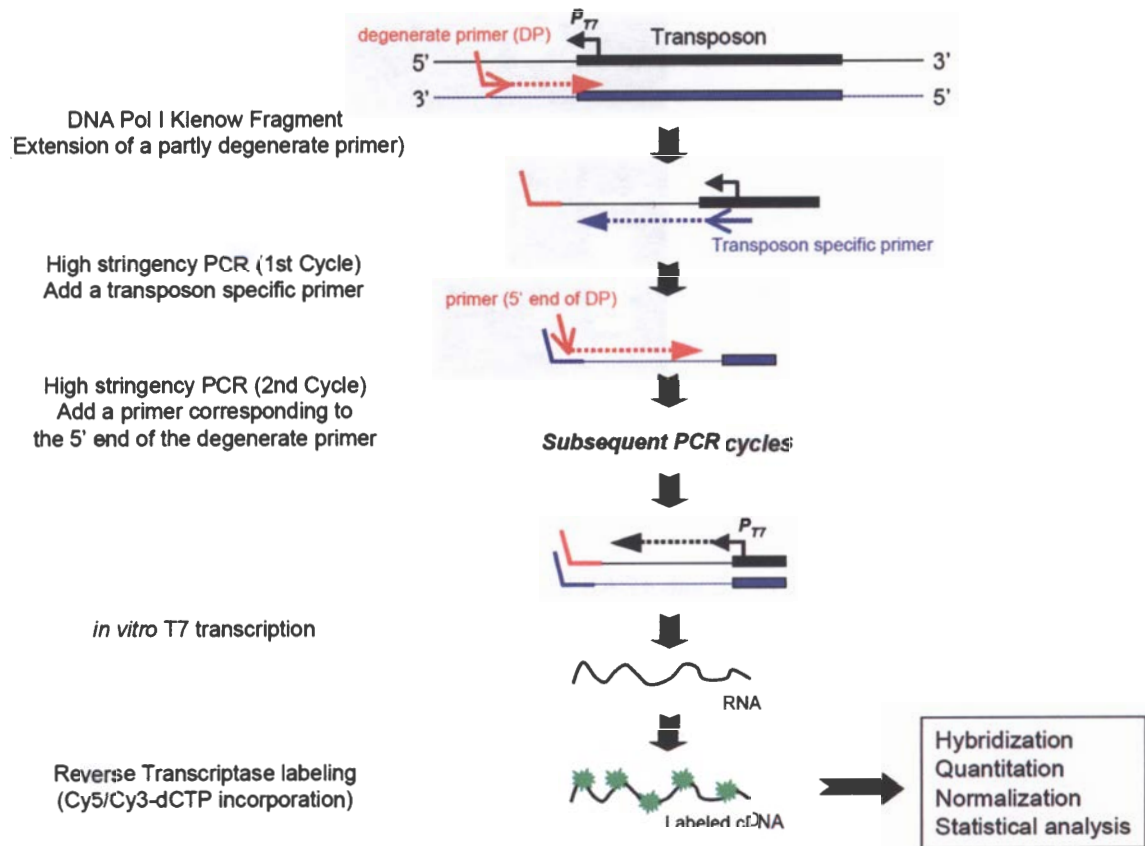 P T7
degenerate primer (DP)
Transposon
5' 3'
3' 5'
DNA Pol I Klenow Fragment
(Extension of a partly degenerate primer)
Transposon specific primer
High stringency PCR (1st Cycle)
Add a transposon specific primer
primer (5' end of DP)
High stringency PCR (2nd Cycle)
Add a primer corresponding to
the 5' end of the degenerate primer
Subsequent PCR cycles
P T7
in vitro T7 transcription
RNA
Reverse Transcriptase labeling
(Cy5/Cy3-dCTP incorporation)
Labeled cDNA
Hybridization
Quantitation
Normalization
Statistical analysis